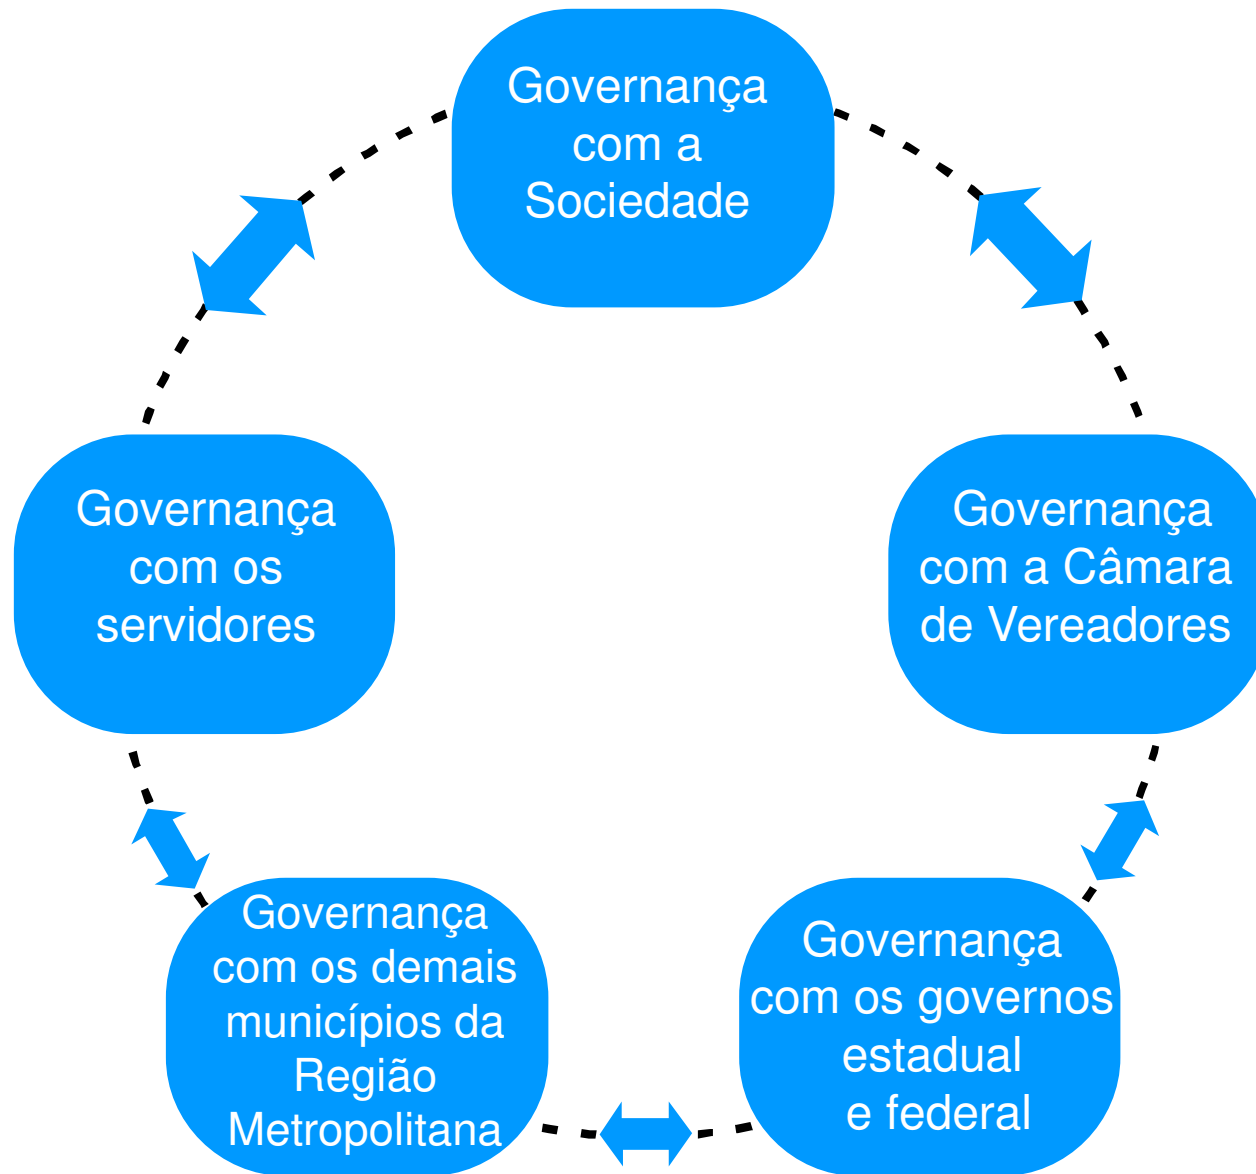 Governança
com a
Sociedade
Governança
com os
servidores
Governança
com a Câmara
de Vereadores
Governança
com os demais
municípios da
Região
Metropolitana
Governança
com os governos
estadual
e federal